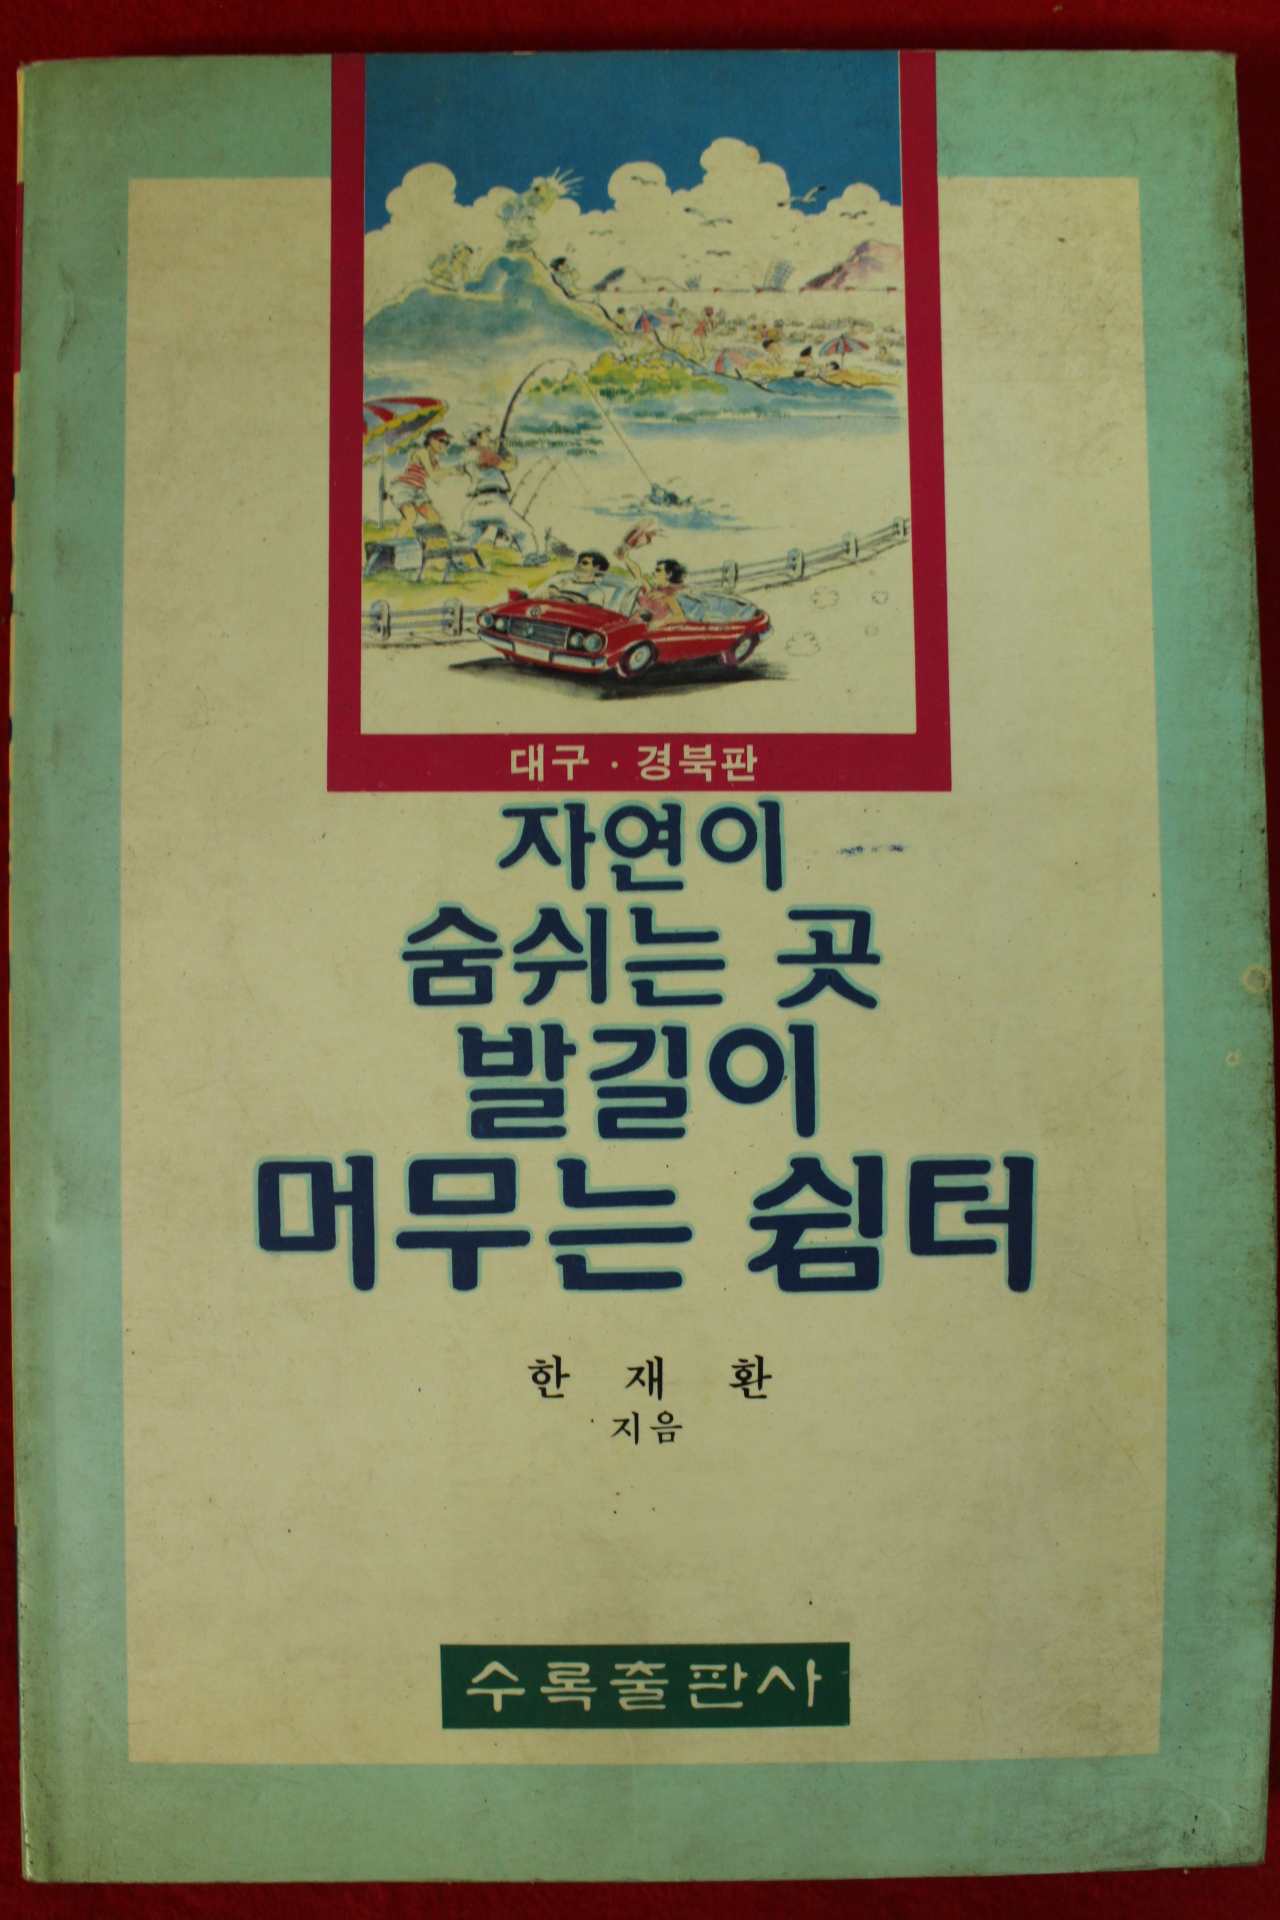 대구 · 경북판
자연이
숨쉬는 곳
발길이
머무는 쉼터
한 재 환
지음
수록출판사